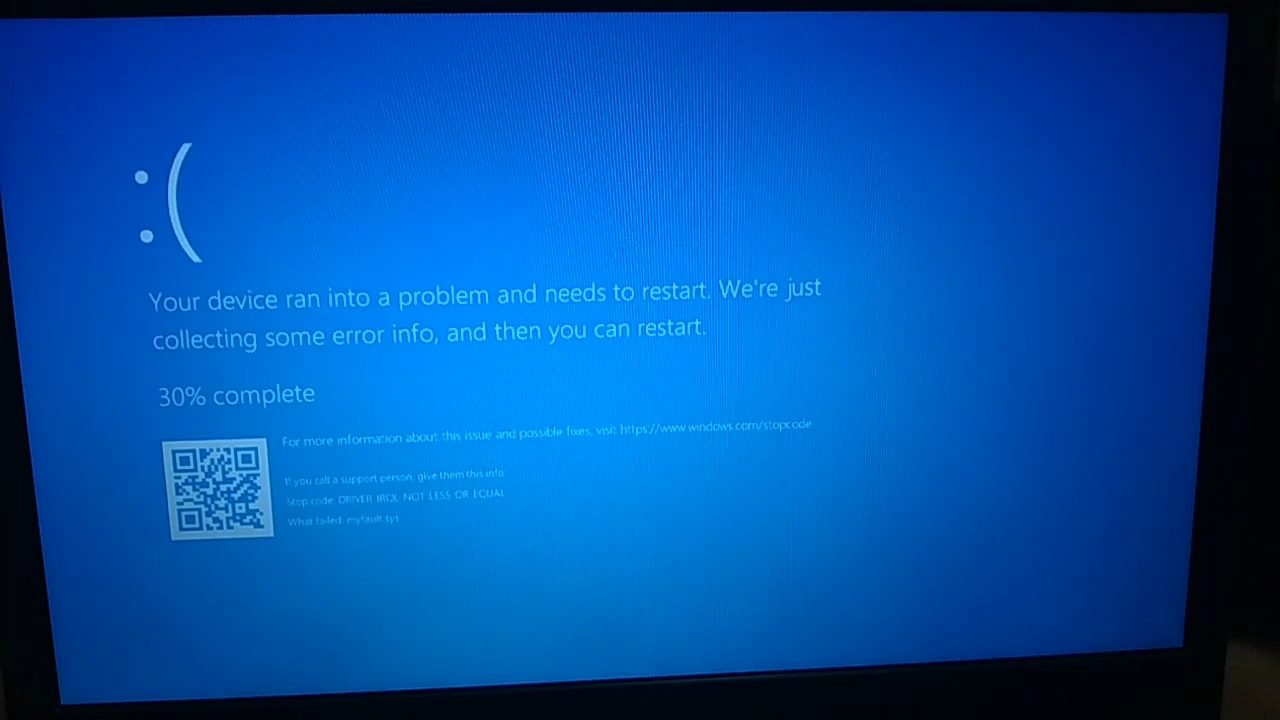 :(
Your device ran into a problem and needs to restart. We're just
collecting some error info, and then you can restart.
30% complete
For more information about this issue and possible fixes, visit https://www.windows.com/stopcode
If you call a support person, give them this info:
Stop code: DRIVER IRQL NOT LESS OR EQUAL
What failed: myfault.sys